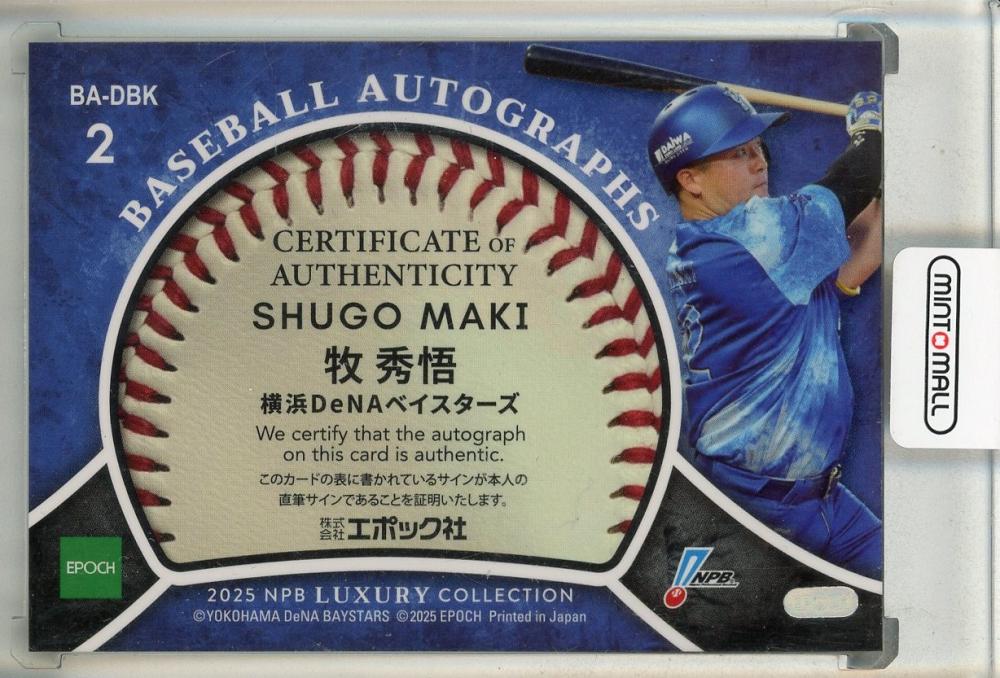 BA-DBK
2
BASEBALL AUTOGRAPHS
DAIWA
CERTIFICATE OF
AUTHENTICITY
SHUGO MAKI
牧 秀悟
横浜DeNAベイスターズ
We certify that the autograph
on this card is authentic.
このカードの表に書かれているサインが本人の
直筆サインであることを証明いたします。
株式会社エポック社
EPOCH
NPB
2025 NPB LUXURY COLLECTION
©YOKOHAMA DeNA BAYSTARS ©2025 EPOCH Printed in Japan
MINT MALL